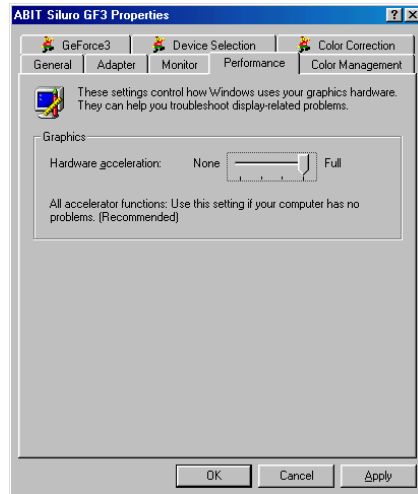 ABIT Siluro GF3 Properties
GeForce3 Device Selection Color Correction
General Adapter Monitor Performance Color Management
These settings control how Windows uses your graphics hardware.
They can help you troubleshoot display-related problems.
Graphics
Hardware acceleration: None Full
All accelerator functions: Use this setting if your computer has no
problems. (Recommended)
OK Cancel Apply